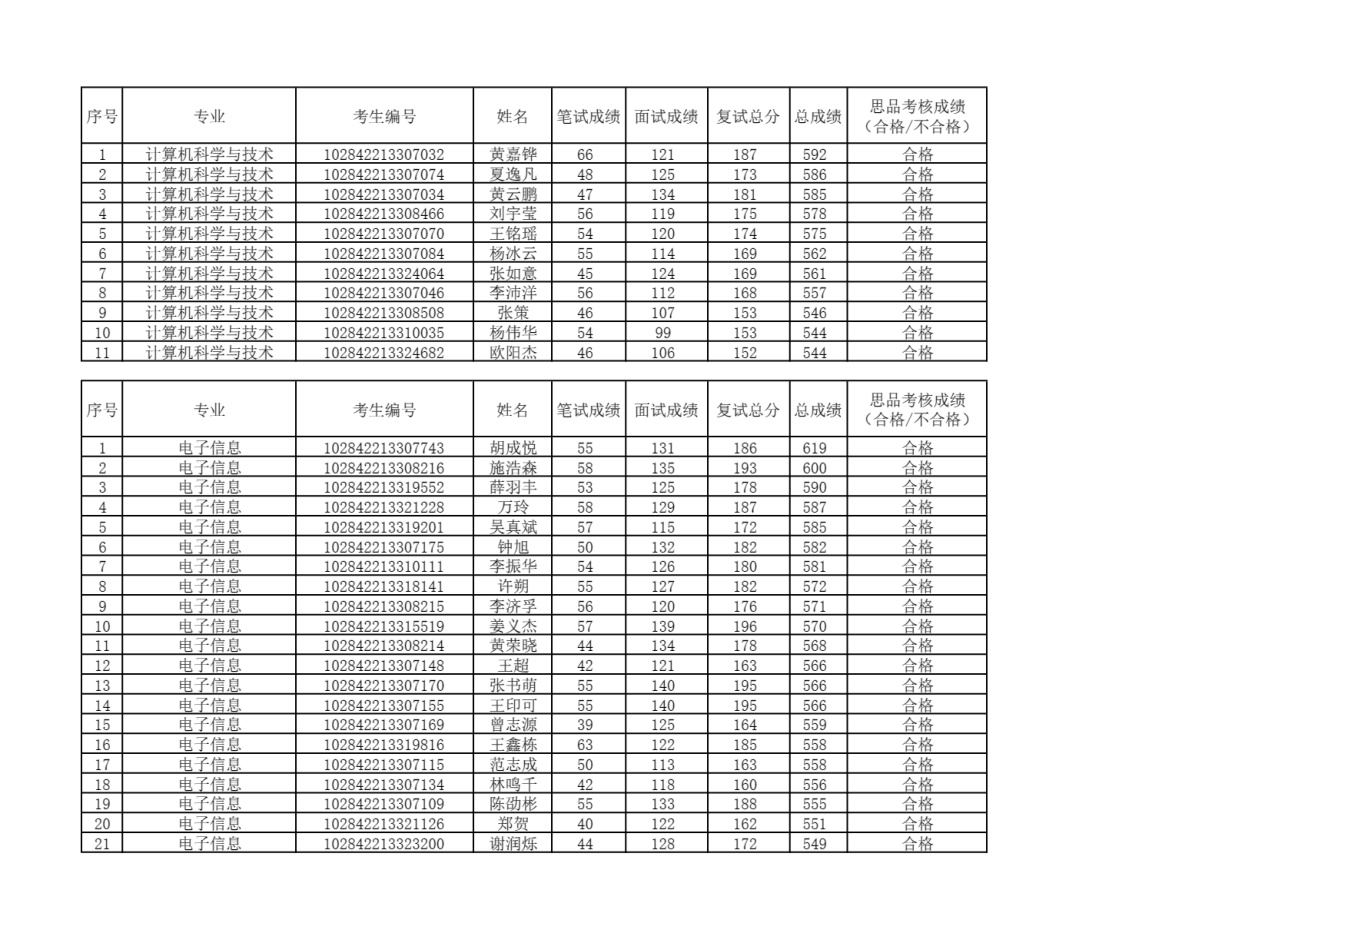 序号 专业 考生编号 姓名 笔试成绩 面试成绩 复试总分 总成绩 思品考核成绩（合格/不合格）
1 计算机科学与技术 102842213307032 黄嘉铧 66 121 187 592 合格
2 计算机科学与技术 102842213307074 夏逸凡 48 125 173 586 合格
3 计算机科学与技术 102842213307034 黄云鹏 47 134 181 585 合格
4 计算机科学与技术 102842213308466 刘宇莹 56 119 175 578 合格
5 计算机科学与技术 102842213307070 王铭瑶 54 120 174 575 合格
6 计算机科学与技术 102842213307084 杨冰云 55 114 169 562 合格
7 计算机科学与技术 102842213324064 张如意 45 124 169 561 合格
8 计算机科学与技术 102842213307046 李沛洋 56 112 168 557 合格
9 计算机科学与技术 102842213308508 张策 46 107 153 546 合格
10 计算机科学与技术 102842213310035 杨伟华 54 99 153 544 合格
11 计算机科学与技术 102842213324682 欧阳杰 46 106 152 544 合格
序号 专业 考生编号 姓名 笔试成绩 面试成绩 复试总分 总成绩 思品考核成绩（合格/不合格）
1 电子信息 102842213307743 胡成悦 55 131 186 619 合格
2 电子信息 102842213308216 施浩森 58 135 193 600 合格
3 电子信息 102842213319552 薛羽丰 53 125 178 590 合格
4 电子信息 102842213321228 万玲 58 129 187 587 合格
5 电子信息 102842213319201 吴真斌 57 115 172 585 合格
6 电子信息 102842213307175 钟旭 50 132 182 582 合格
7 电子信息 102842213310111 李振华 54 126 180 581 合格
8 电子信息 102842213318141 许朔 55 127 182 572 合格
9 电子信息 102842213308215 李济孚 56 120 176 571 合格
10 电子信息 102842213315519 姜义杰 57 139 196 570 合格
11 电子信息 102842213308214 黄荣晓 44 134 178 568 合格
12 电子信息 102842213307148 王超 42 121 163 566 合格
13 电子信息 102842213307170 张书萌 55 140 195 566 合格
14 电子信息 102842213307155 王印可 55 140 195 566 合格
15 电子信息 102842213307169 曾志源 39 125 164 559 合格
16 电子信息 102842213319816 王鑫栋 63 122 185 558 合格
17 电子信息 102842213307115 范志成 50 113 163 558 合格
18 电子信息 102842213307134 林鸣千 42 118 160 556 合格
19 电子信息 102842213307109 陈劭彬 55 133 188 555 合格
20 电子信息 102842213321126 郑贺 40 122 162 551 合格
21 电子信息 102842213323200 谢润烁 44 128 172 549 合格